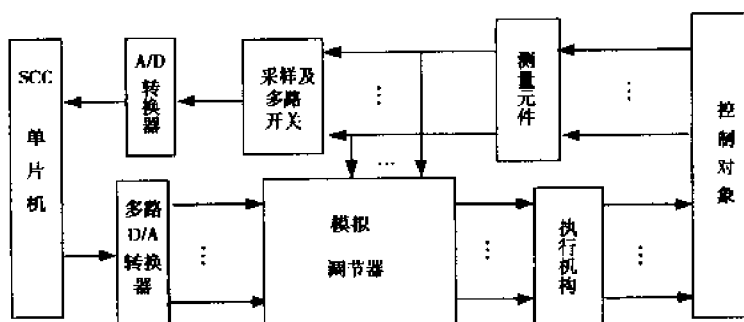 SCC
单片机
A/D
转换器
采样及
多路
开关
测量元件
控制对象
多路
D/A
转换器
模拟
调节器
执行机构